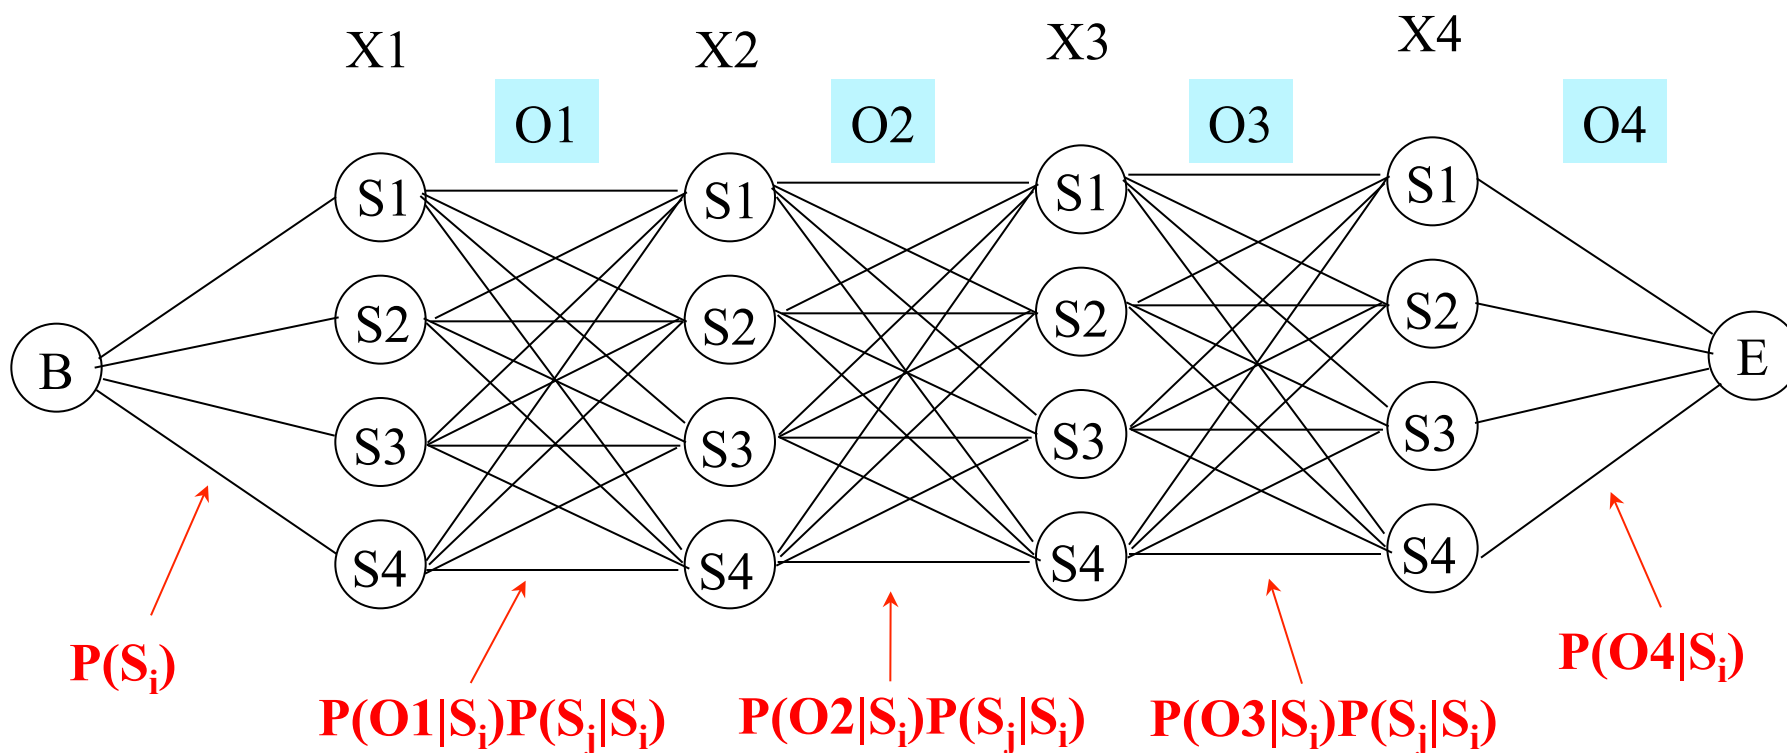 X1 X2 X3 X4
O1 O2 O3 O4
S1 S1 S1 S1
S2 S2 S2 S2
B E
S3 S3 S3 S3
S4 S4 S4 S4
P(Si) P(O4|Si)
P(O1|Si)P(Sj|Si) P(O2|Si)P(Sj|Si) P(O3|Si)P(Sj|Si)